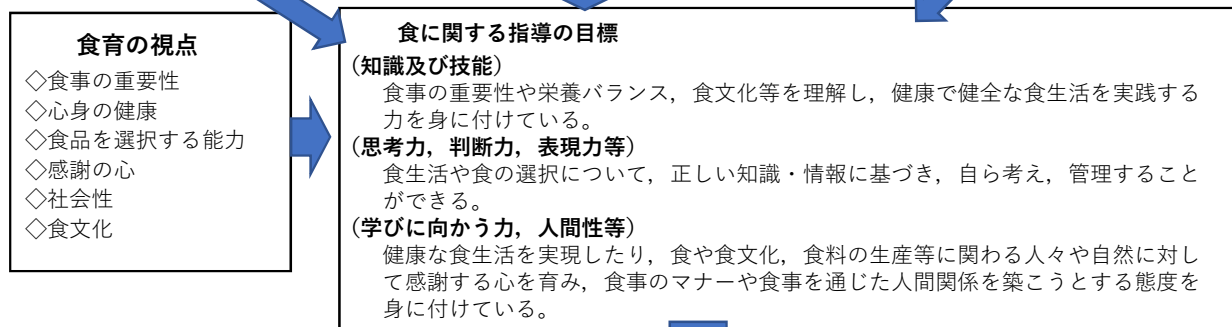 食育の視点
◇食事の重要性
◇心身の健康
◇食品を選択する能力
◇感謝の心
◇社会性
◇食文化
食に関する指導の目標
(知識及び技能)
食事の重要性や栄養バランス，食文化等を理解し，健康で健全な食生活を実践する
力を身に付けている。
(思考力，判断力，表現力等)
食生活や食の選択について，正しい知識・情報に基づき，自ら考え，管理すること
ができる。
(学びに向かう力，人間性等)
健康な食生活を実現したり，食や食文化，食料の生産等に関わる人々や自然に対し
て感謝する心を育み，食事のマナーや食事を通じた人間関係を築こうとする態度を
身に付けている。